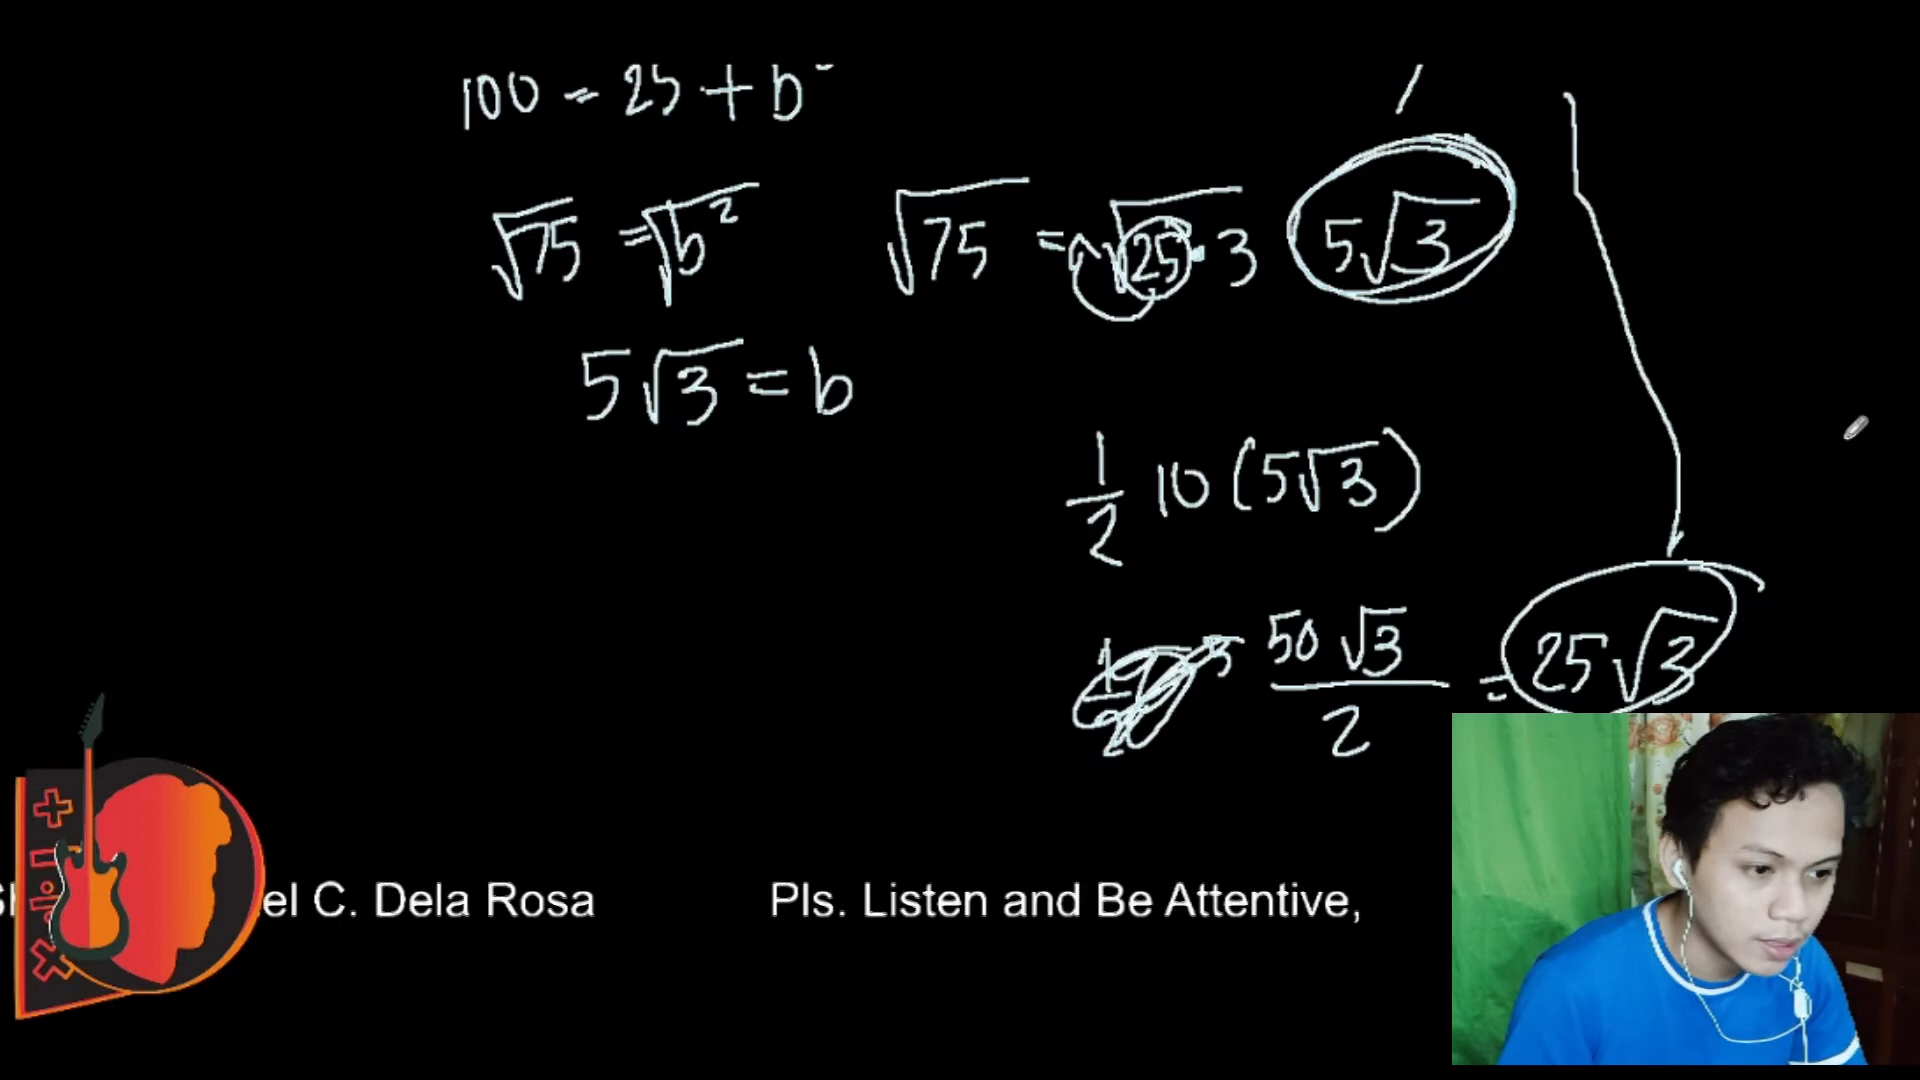 100 = 25 + b²
√75 = √b² √75 = √25·3 5√3
5√3 = b
1/2 10 (5√3)
50√3/2 = 25√3
el C. Dela Rosa Pls. Listen and Be Attentive,